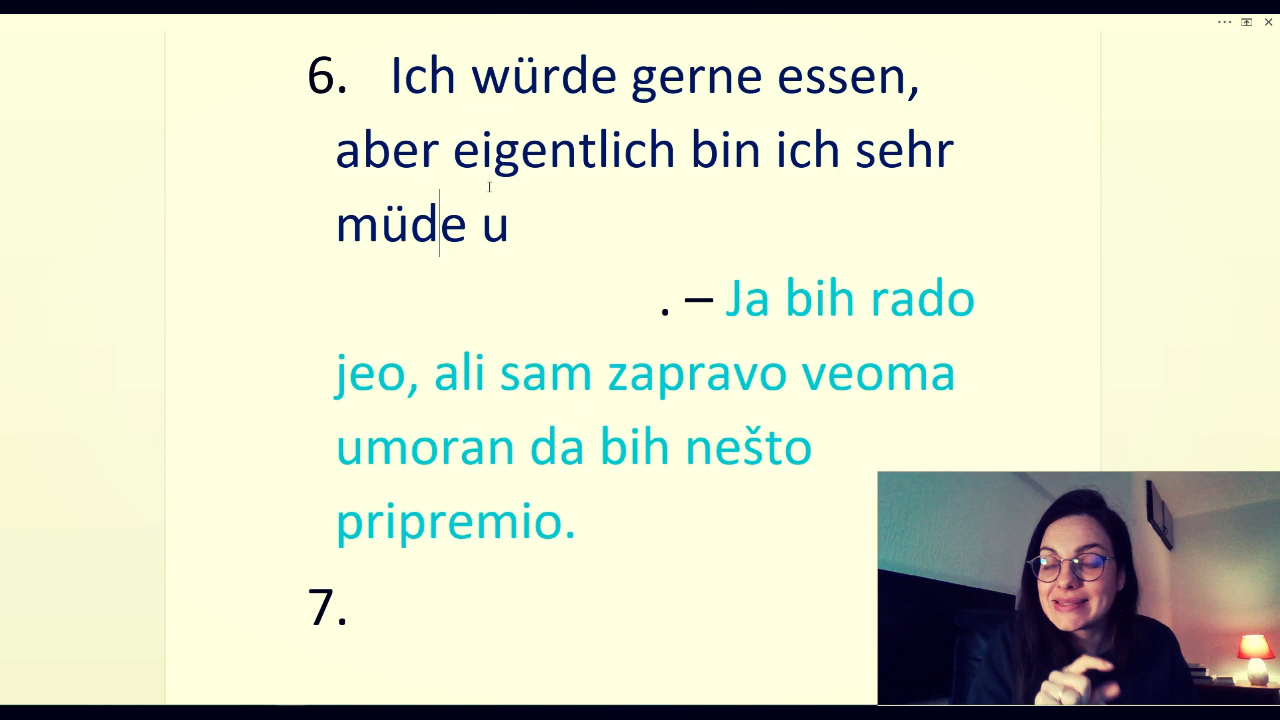 6. Ich würde gerne essen,
aber eigentlich bin ich sehr
müde u
. – Ja bih rado
jeo, ali sam zapravo veoma
umoran da bih nešto
pripremio.
7.